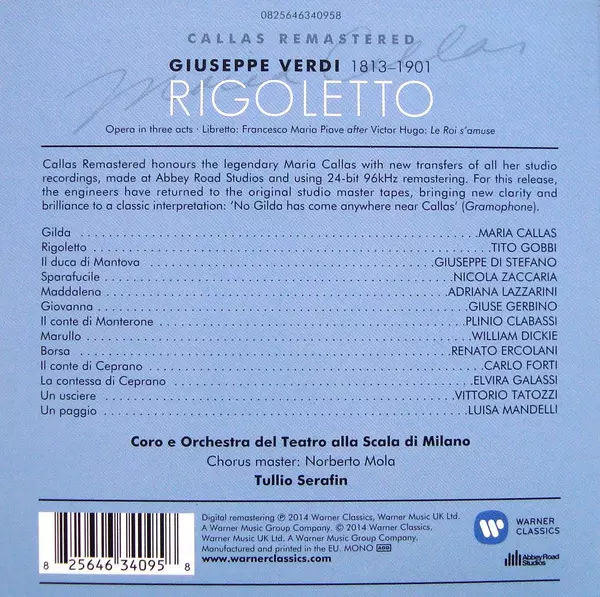 0825646340958
CALLAS REMASTERED
Maria Callas
GIUSEPPE VERDI 1813–1901
RIGOLETTO
Opera in three acts · Libretto: Francesco Maria Piave after Victor Hugo: Le Roi s'amuse
Callas Remastered honours the legendary Maria Callas with new transfers of all her studio
recordings, made at Abbey Road Studios and using 24-bit 96kHz remastering. For this release,
the engineers have returned to the original studio master tapes, bringing new clarity and
brilliance to a classic interpretation: 'No Gilda has come anywhere near Callas' (Gramophone).
Gilda ........ MARIA CALLAS
Rigoletto ........ TITO GOBBI
Il duca di Mantova ........ GIUSEPPE DI STEFANO
Sparafucile ........ NICOLA ZACCARIA
Maddalena ........ ADRIANA LAZZARINI
Giovanna ........ GIUSE GERBINO
Il conte di Monterone ........ PLINIO CLABASSI
Marullo ........ WILLIAM DICKIE
Borsa ........ RENATO ERCOLANI
Il conte di Ceprano ........ CARLO FORTI
La contessa di Ceprano ........ ELVIRA GALASSI
Un usciere ........ VITTORIO TATOZZI
Un paggio ........ LUISA MANDELLI
Coro e Orchestra del Teatro alla Scala di Milano
Chorus master: Norberto Mola
Tullio Serafin
Digital remastering ℗ 2014 Warner Classics, Warner Music UK Ltd.
A Warner Music Group Company. © 2014 Warner Classics,
Warner Music UK Ltd. A Warner Music Group Company.
Manufactured and printed in the EU. MONO ADD
www.warnerclassics.com
8 25646 34095 8
WARNER
CLASSICS
Abbey Road
Studios